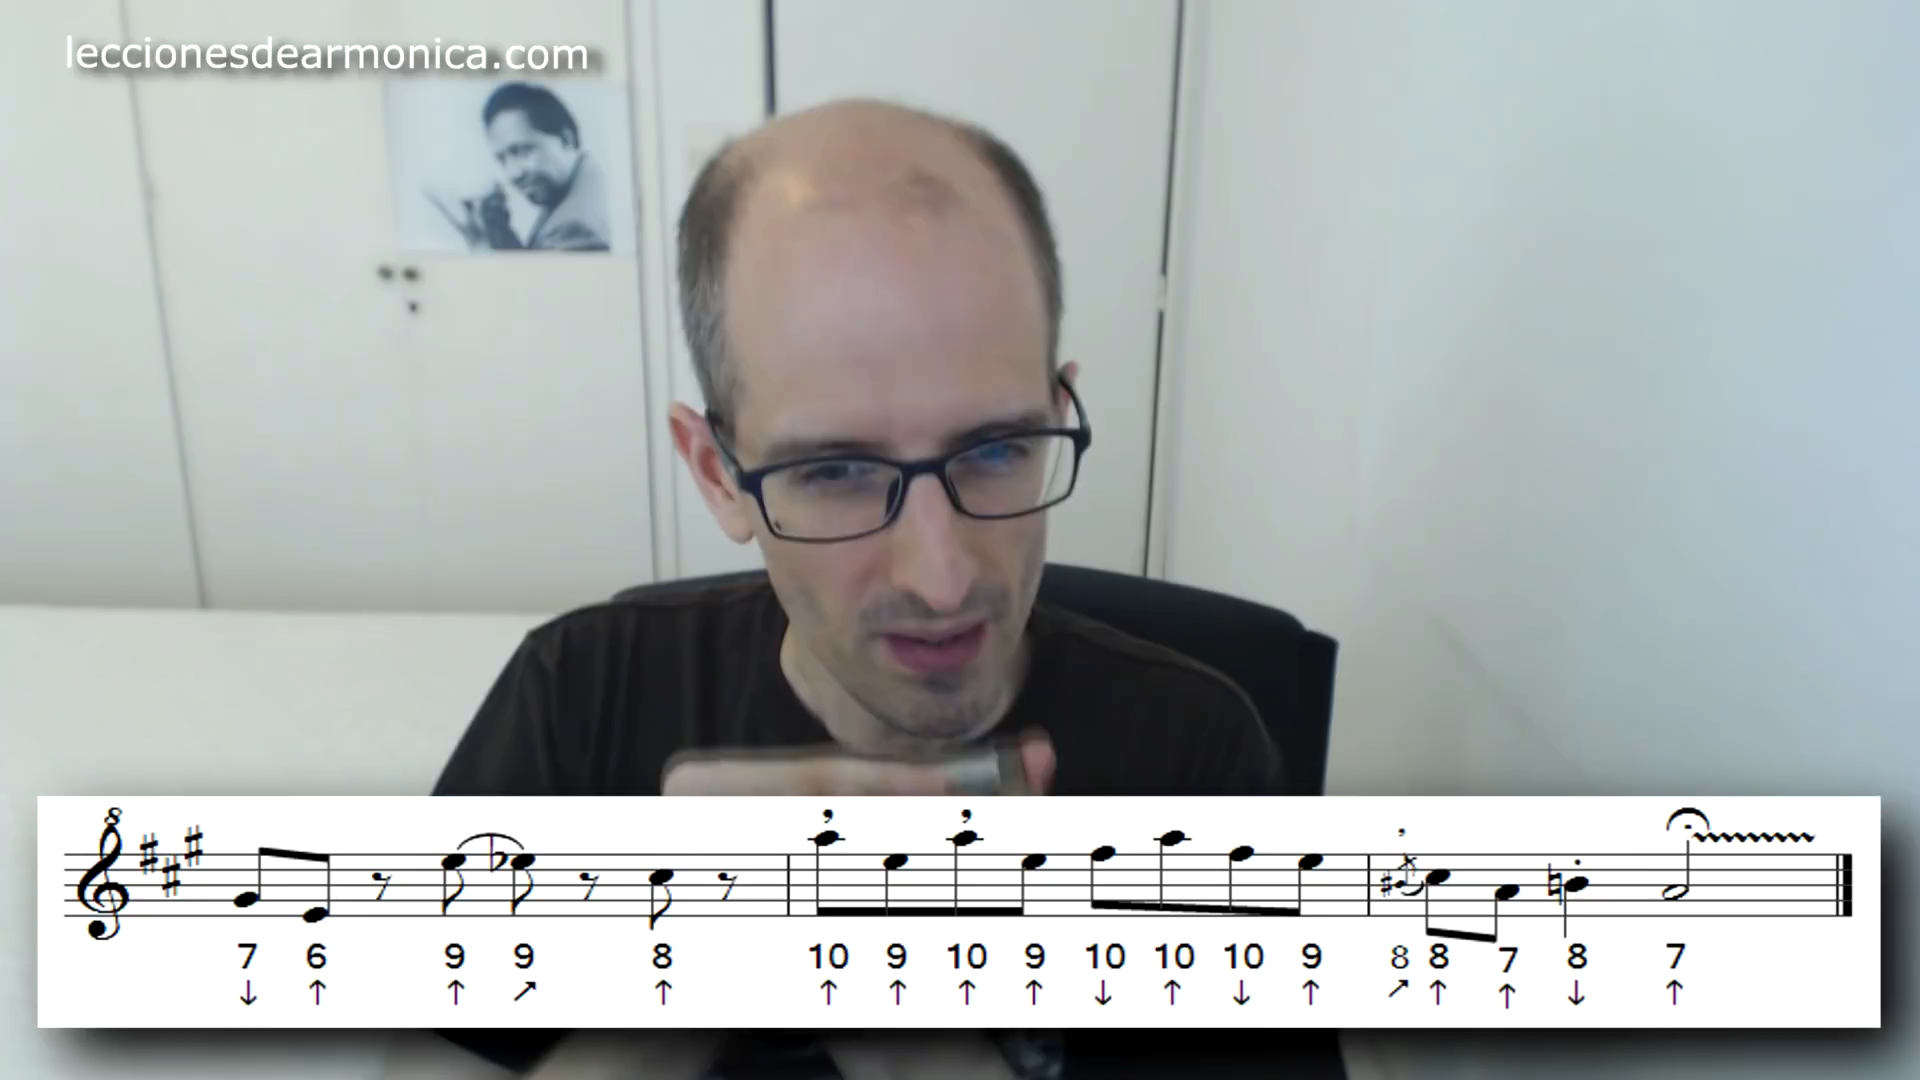 leccionesdearmonica.com
8
7 6 9 9 8 10 9 10 9 10 10 10 9 8 8 7 8 7
↓ ↑ ↑ ↗ ↑ ↑ ↑ ↑ ↑ ↓ ↑ ↓ ↑ ↗ ↑ ↑ ↓ ↑